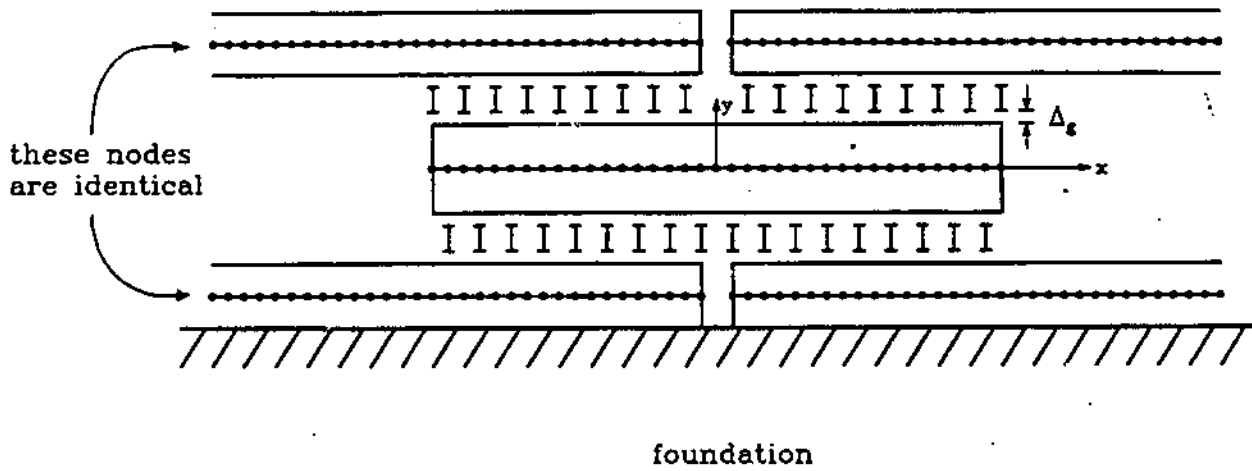 y
Δg
these nodes
are identical
x
foundation